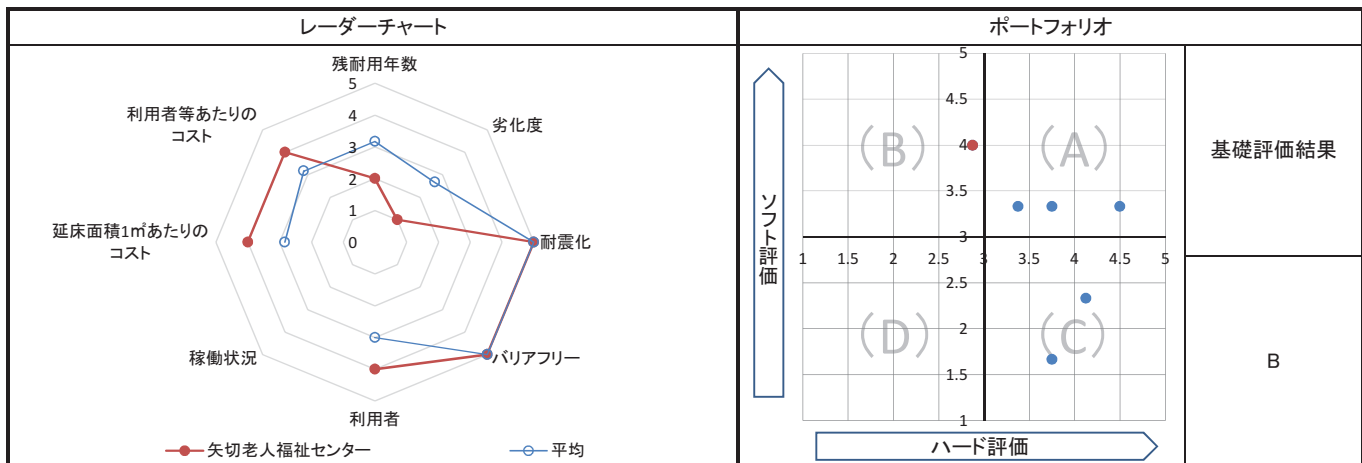 レーダーチャート
残耐用年数
劣化度
耐震化
バリアフリー
利用者
稼働状況
延床面積1㎡あたりの
コスト
利用者等あたりの
コスト
5
4
3
2
1
0
矢切老人福祉センター
平均
ポートフォリオ
ソフト評価
5
4.5
4
3.5
3
2.5
2
1.5
1
1
1.5
2
2.5
3
3.5
4
4.5
5
(B)
(A)
(D)
(C)
ハード評価
基礎評価結果
B